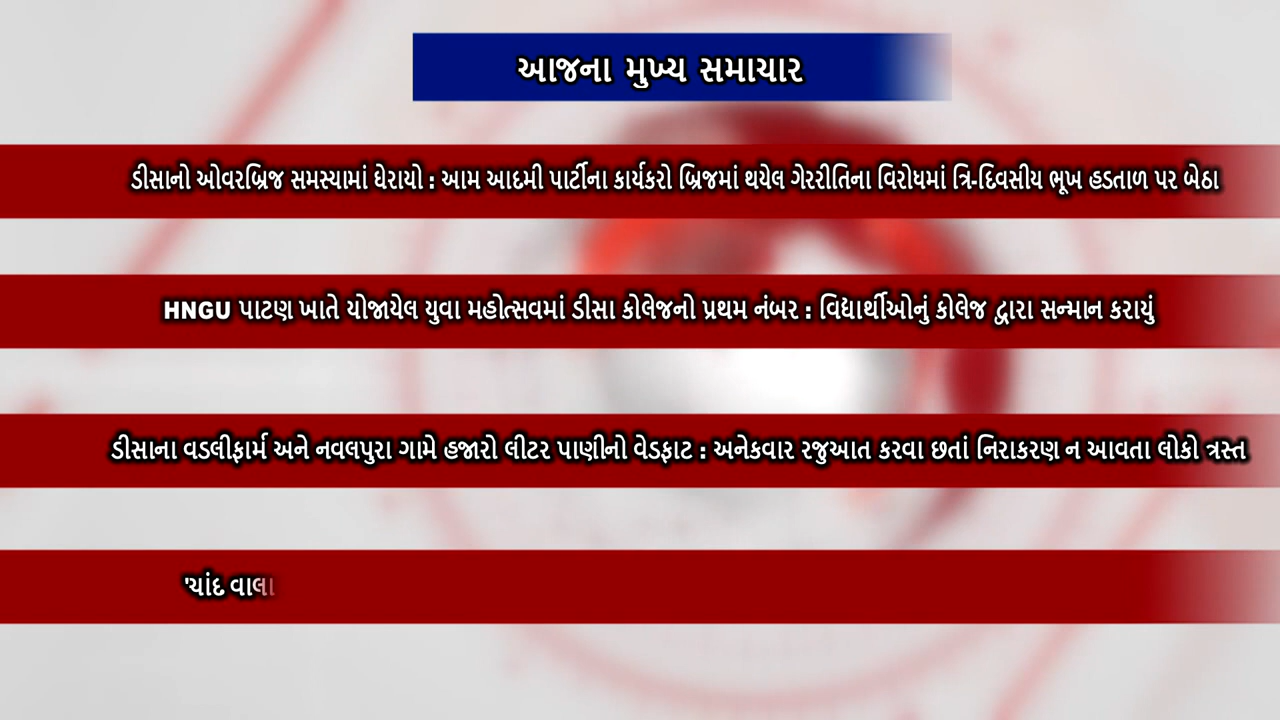 આજના મુખ્ય સમાચાર
ડીસાનો ઓવરબ્રિજ સમસ્યામાં ઘેરાયો : આમ આદમી પાર્ટીના કાર્યકરો બ્રિજમાં થયેલ ગેરરીતિના વિરોધમાં ત્રિ-દિવસીય ભૂખ હડતાળ પર બેઠા
HNGU પાટણ ખાતે યોજાયેલ યુવા મહોત્સવમાં ડીસા કોલેજનો પ્રથમ નંબર : વિદ્યાર્થીઓનું કોલેજ દ્વારા સન્માન કરાયું
ડીસાના વડલીફાર્મ અને નવલપુરા ગામે હજારો લીટર પાણીનો વેડફાટ : અનેકવાર રજુઆત કરવા છતાં નિરાકરણ ન આવતા લોકો ત્રસ્ત
'ચાંદ વાલા